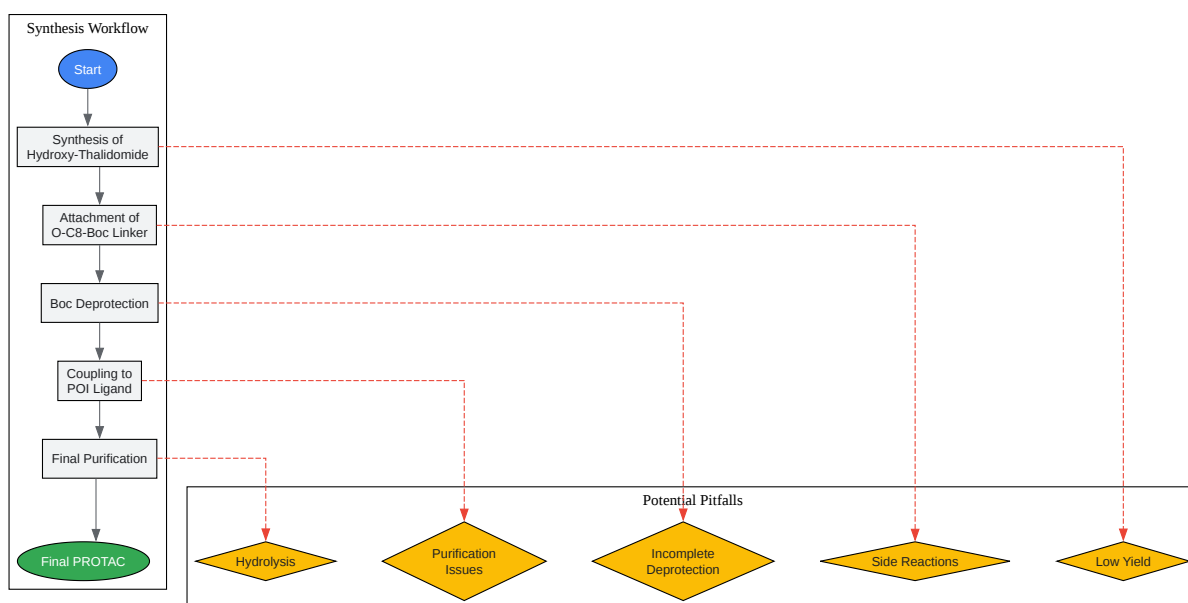 Synthesis Workflow
Start
Synthesis of
Hydroxy-Thalidomide
Attachment of
O-C8-Boc Linker
Boc Deprotection
Coupling to
POI Ligand
Final Purification
Final PROTAC
Potential Pitfalls
Hydrolysis
Purification
Issues
Incomplete
Deprotection
Side Reactions
Low Yield